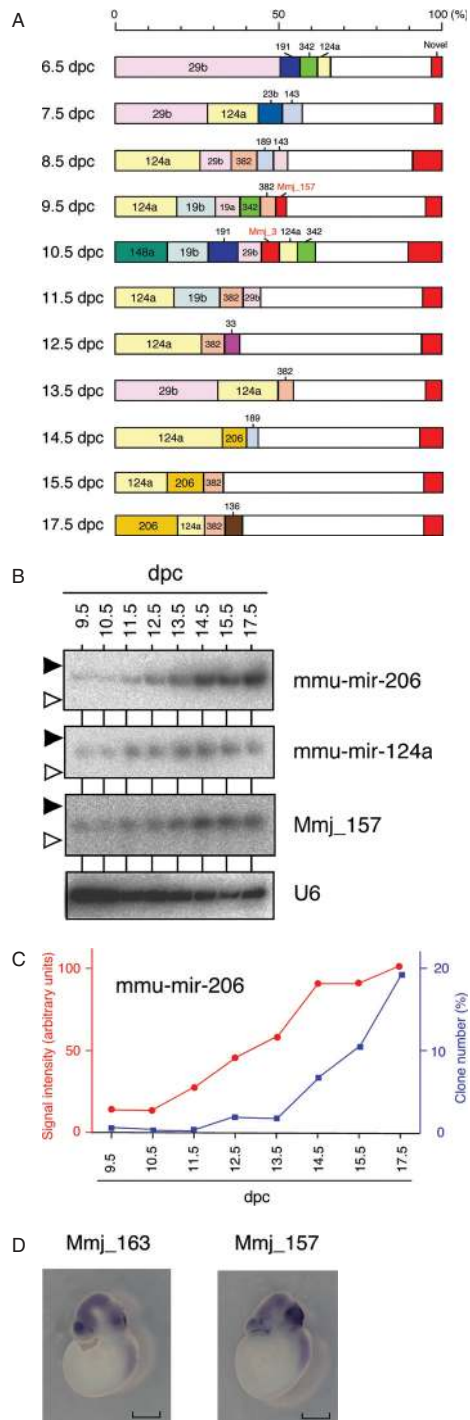 A
0 50 100 (%)
191 342 124a Novel
6.5 dpc 29b
23b 143
7.5 dpc 29b 124a
189 143
8.5 dpc 124a 29b 382
382 Mmj_157
9.5 dpc 124a 19b 19a 342
191 Mmj_3 124a 342
10.5 dpc 148a 19b 29b
11.5 dpc 124a 19b 382 29b
33
12.5 dpc 124a 382
382
13.5 dpc 29b 124a
189
14.5 dpc 124a 206
15.5 dpc 124a 206 382
136
17.5 dpc 206 124a 382
B
dpc
9.5 10.5 11.5 12.5 13.5 14.5 15.5 17.5
mmu-mir-206
mmu-mir-124a
Mmj_157
U6
C
mmu-mir-206
Signal intensity (arbitrary units)
100
50
0
Clone number (%)
20
10
0
9.5 10.5 11.5 12.5 13.5 14.5 15.5 17.5
dpc
D
Mmj_163 Mmj_157